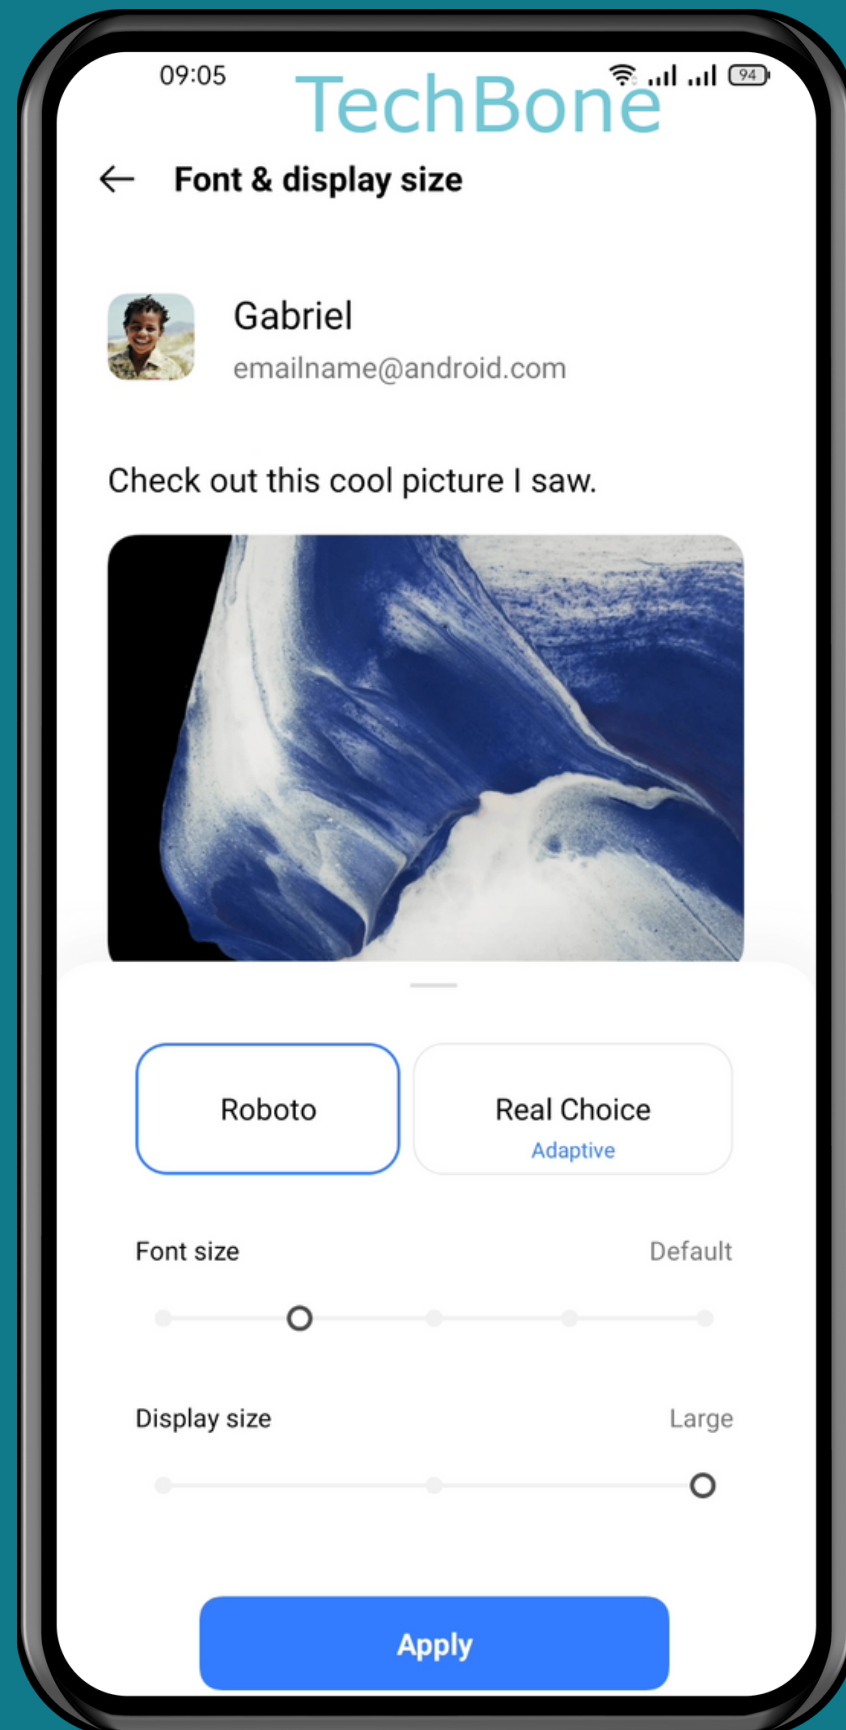 09:05
94
TechBone
Font & display size
Gabriel
emailname@android.com
Check out this cool picture I saw.
Roboto
Real Choice
Adaptive
Font size
Default
Display size
Large
Apply